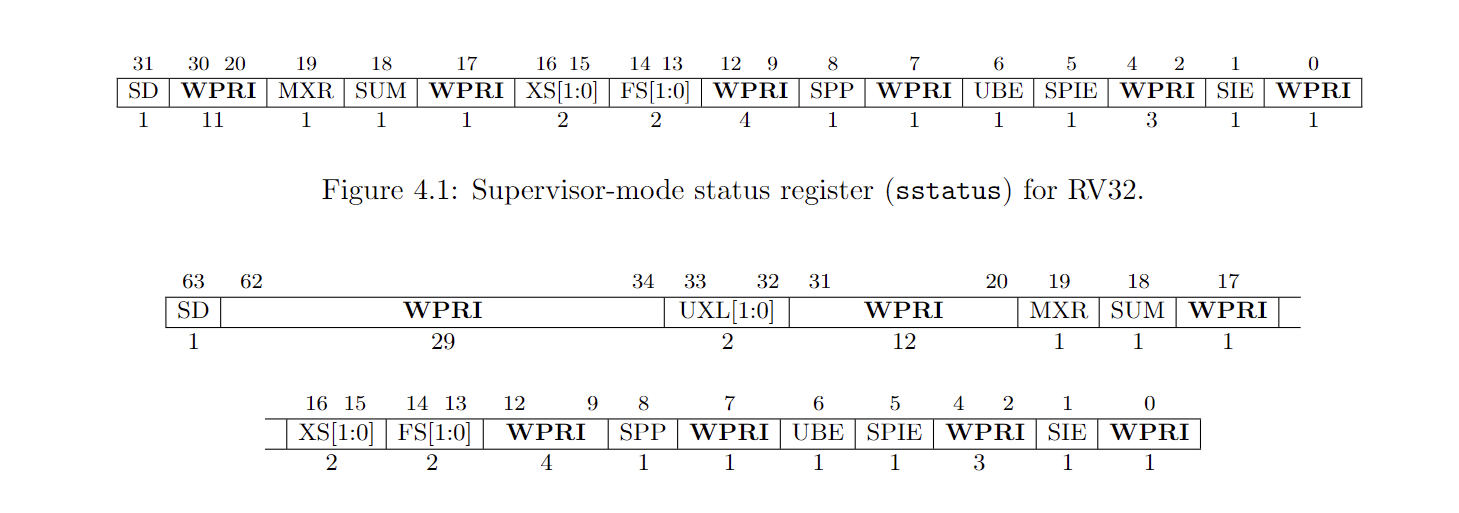 31 30 20 19 18 17 16 15 14 13 12 9 8 7 6 5 4 2 1 0
SD WPRI MXR SUM WPRI XS[1:0] FS[1:0] WPRI SPP WPRI UBE SPIE WPRI SIE WPRI
1 11 1 1 1 2 2 4 1 1 1 1 3 1 1
Figure 4.1: Supervisor-mode status register (sstatus) for RV32.
63 62 34 33 32 31 20 19 18 17
SD WPRI UXL[1:0] WPRI MXR SUM WPRI
1 29 2 12 1 1 1
16 15 14 13 12 9 8 7 6 5 4 2 1 0
XS[1:0] FS[1:0] WPRI SPP WPRI UBE SPIE WPRI SIE WPRI
2 2 4 1 1 1 1 3 1 1